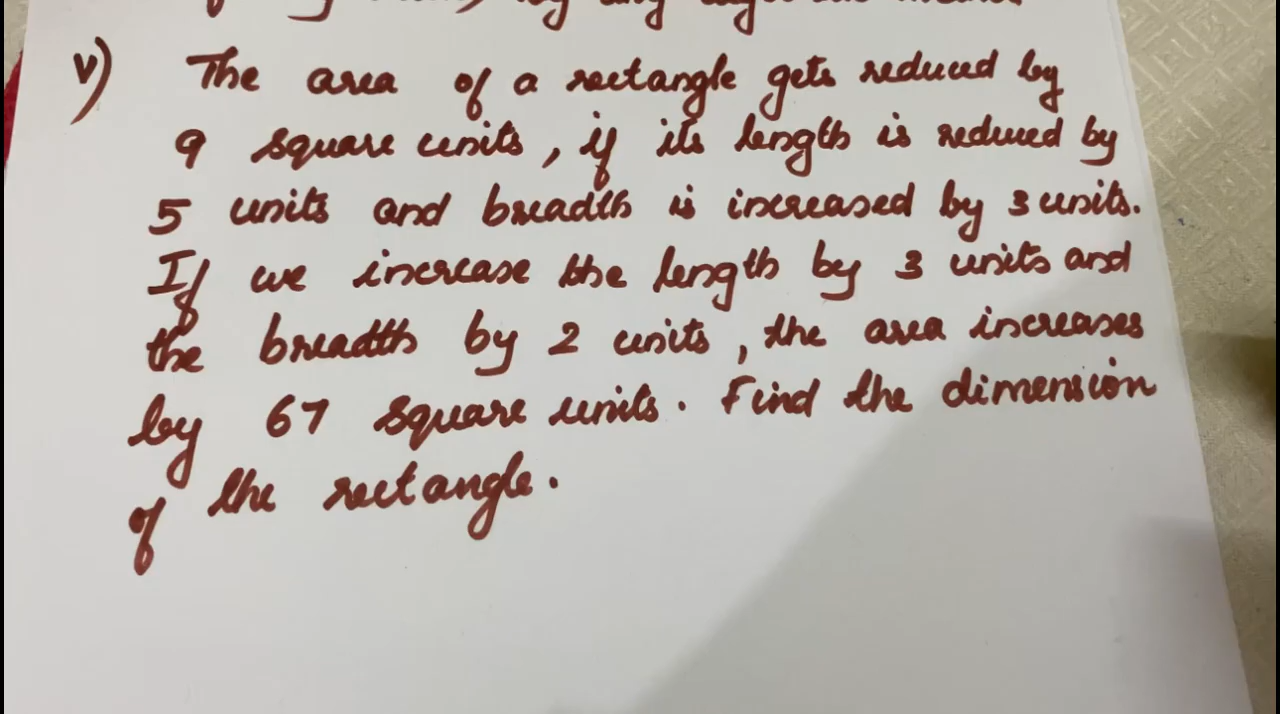 by any
v) The area of a rectangle gets reduced by
9 square units, if its length is reduced by
5 units and breadth is increased by 3 units.
If we increase the length by 3 units and
the breadth by 2 units, the area increases
by 67 square units. Find the dimension
of the rectangle.